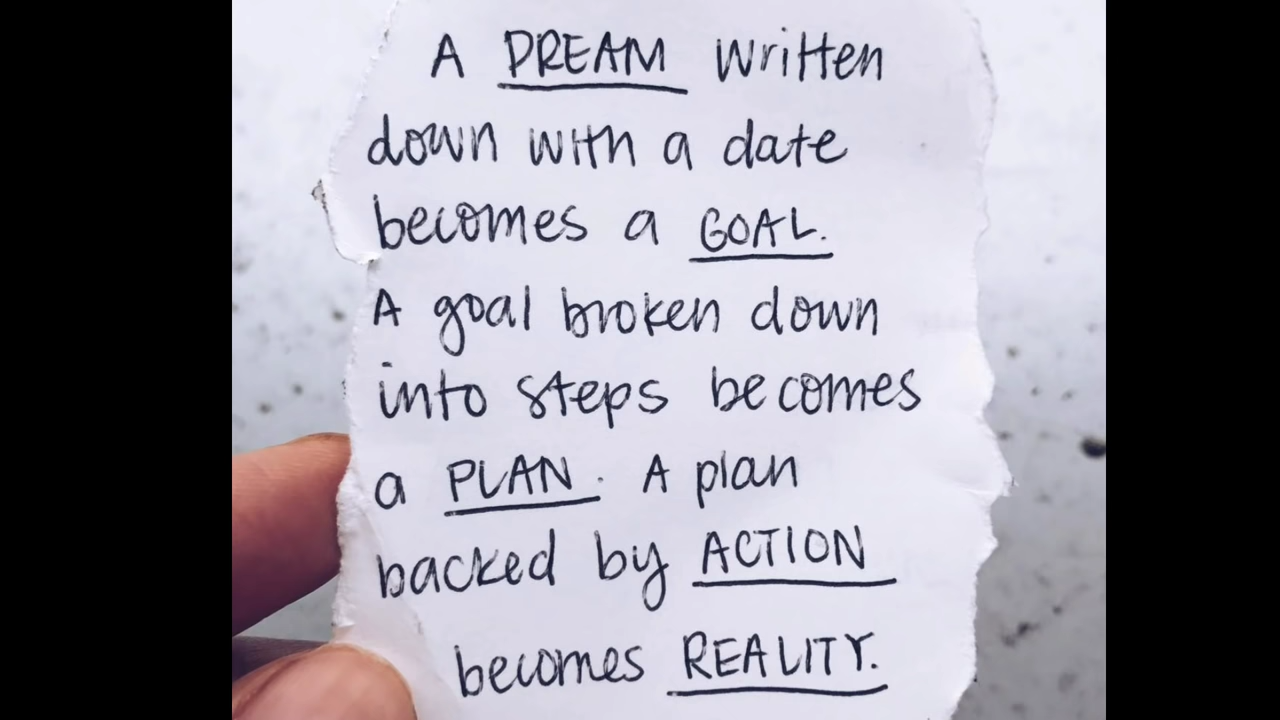 A DREAM written
down with a date
becomes a GOAL.
A goal broken down
into steps becomes
a PLAN. A plan
backed by ACTION
becomes REALITY.